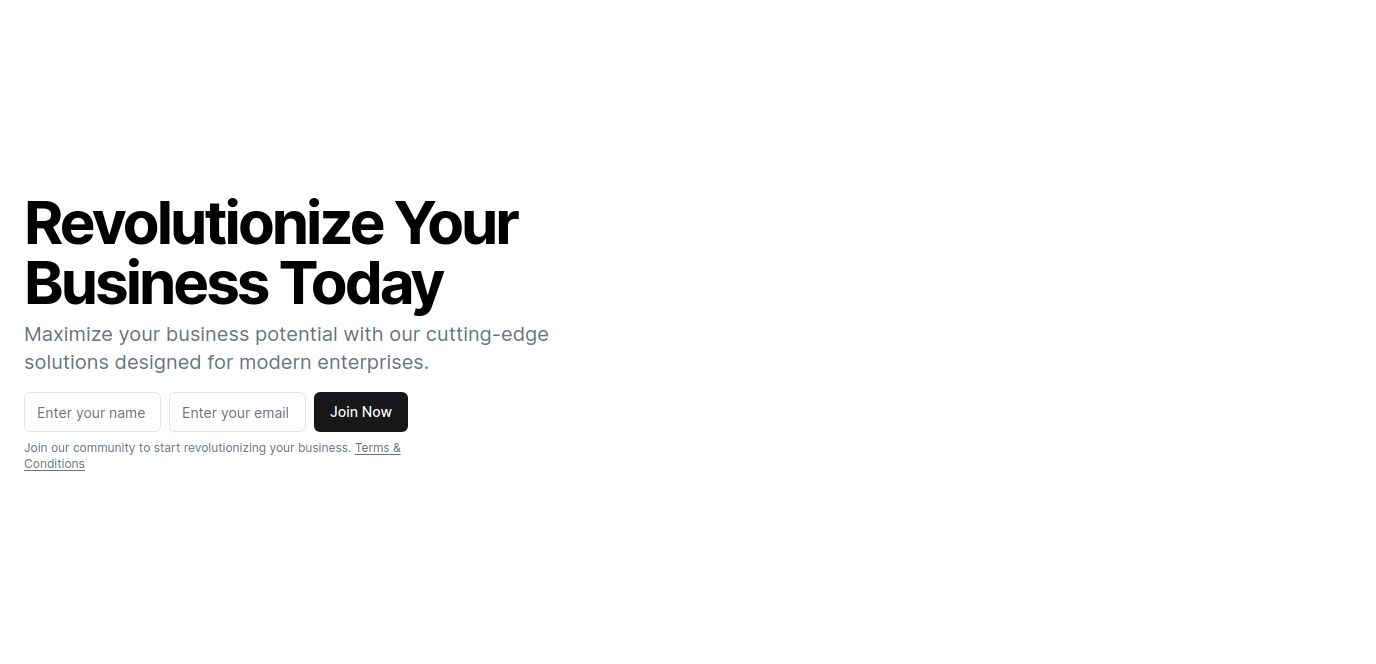 Revolutionize Your
Business Today
Maximize your business potential with our cutting-edge
solutions designed for modern enterprises.
Enter your name
Enter your email
Join Now
Join our community to start revolutionizing your business. Terms &
Conditions